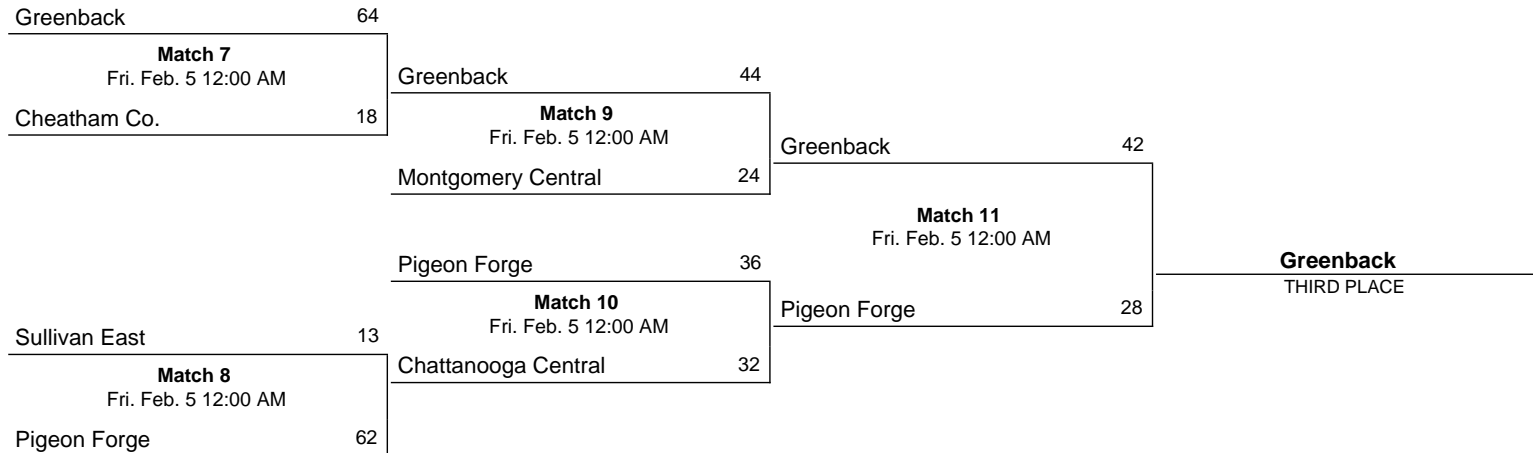 Greenback 64
Match 7
Fri. Feb. 5 12:00 AM
Cheatham Co. 18
Greenback 44
Match 9
Fri. Feb. 5 12:00 AM
Montgomery Central 24
Greenback 42
Match 11
Fri. Feb. 5 12:00 AM
Pigeon Forge 28
Greenback
THIRD PLACE
Pigeon Forge 36
Match 10
Fri. Feb. 5 12:00 AM
Chattanooga Central 32
Sullivan East 13
Match 8
Fri. Feb. 5 12:00 AM
Pigeon Forge 62